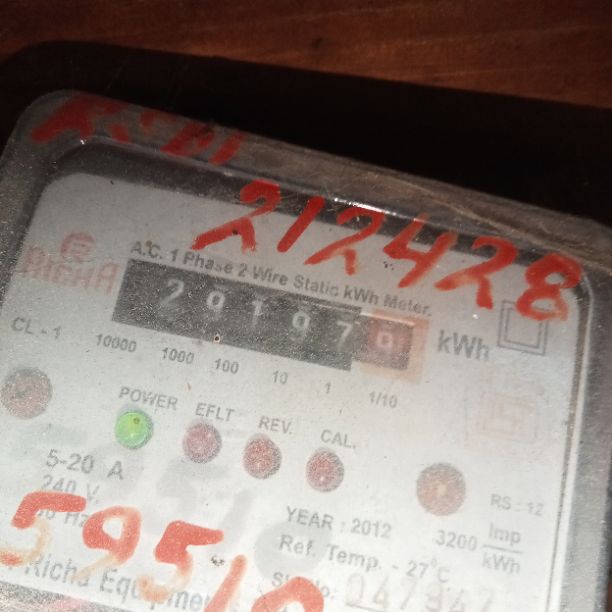 212428
RICHA
A.C. 1 Phase 2 Wire Static kWh Meter.
29197 kWh
CL - 1
10000 1000 100 10 1 1/10
POWER EFLT REV. CAL.
5-20 A
240 V
Hz
YEAR : 2012
3200 Imp
kWh
RS : 12
Ref. Temp. - 27°C
Richa